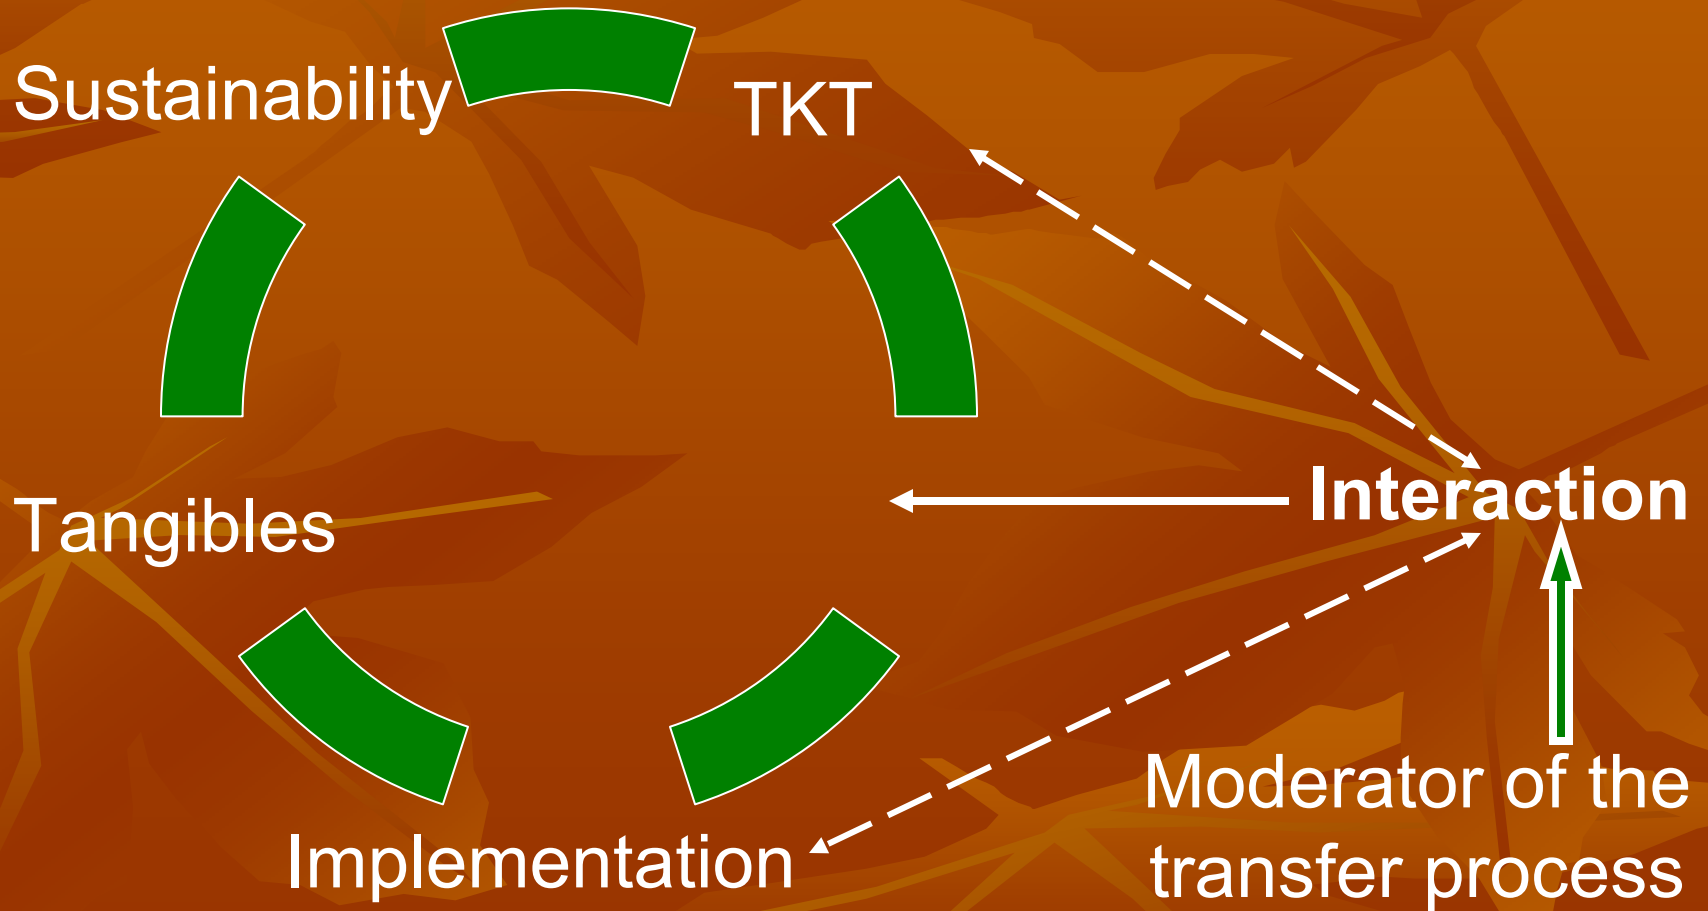 Sustainability
TKT
Interaction
Tangibles
Moderator of the
transfer process
Implementation